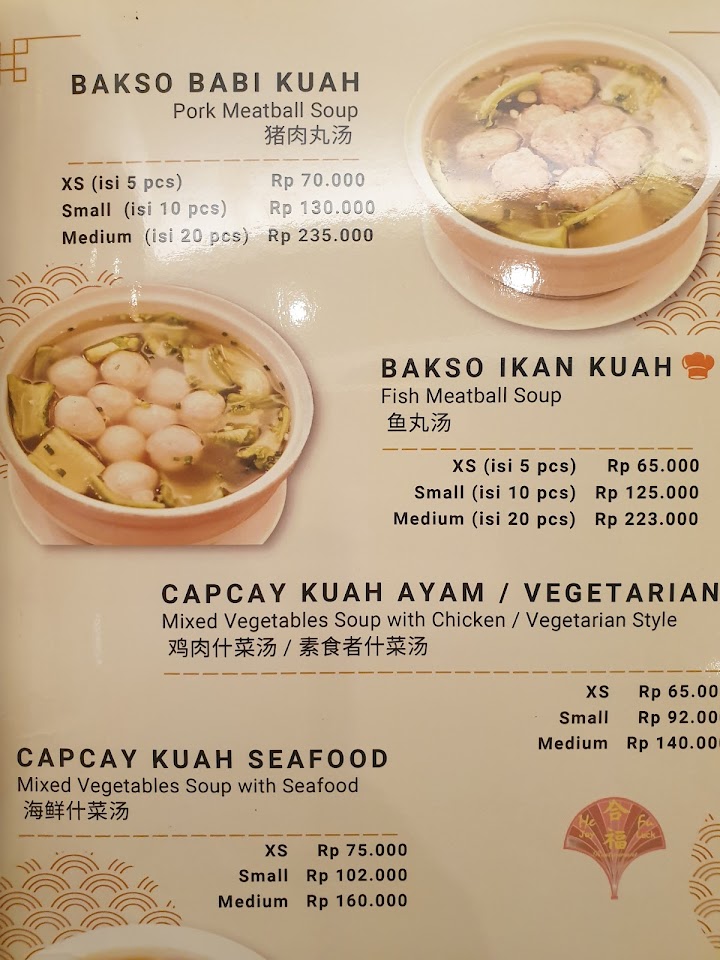 BAKSO BABI KUAH
Pork Meatball Soup
猪肉丸汤
XS (isi 5 pcs) Rp 70.000
Small (isi 10 pcs) Rp 130.000
Medium (isi 20 pcs) Rp 235.000
BAKSO IKAN KUAH
Fish Meatball Soup
鱼丸汤
XS (isi 5 pcs) Rp 65.000
Small (isi 10 pcs) Rp 125.000
Medium (isi 20 pcs) Rp 223.000
CAPCAY KUAH AYAM / VEGETARIAN
Mixed Vegetables Soup with Chicken / Vegetarian Style
鸡肉什菜汤 / 素食者什菜汤
XS Rp 65.00
Small Rp 92.00
Medium Rp 140.00
CAPCAY KUAH SEAFOOD
Mixed Vegetables Soup with Seafood
海鲜什菜汤
XS Rp 75.000
Small Rp 102.000
Medium Rp 160.000
合
福
He Fu
Joy Luck